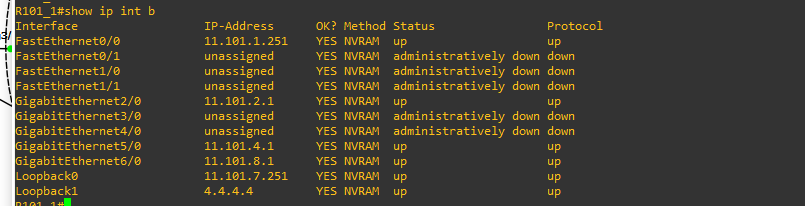 R101_1#show ip int b
Interface IP-Address OK? Method Status Protocol
FastEthernet0/0 11.101.1.251 YES NVRAM up up
FastEthernet0/1 unassigned YES NVRAM administratively down down
FastEthernet1/0 unassigned YES NVRAM administratively down down
FastEthernet1/1 unassigned YES NVRAM administratively down down
GigabitEthernet2/0 11.101.2.1 YES NVRAM up up
GigabitEthernet3/0 unassigned YES NVRAM administratively down down
GigabitEthernet4/0 unassigned YES NVRAM administratively down down
GigabitEthernet5/0 11.101.4.1 YES NVRAM up up
GigabitEthernet6/0 11.101.8.1 YES NVRAM up up
Loopback0 11.101.7.251 YES NVRAM up up
Loopback1 4.4.4.4 YES NVRAM up up
R101_1#